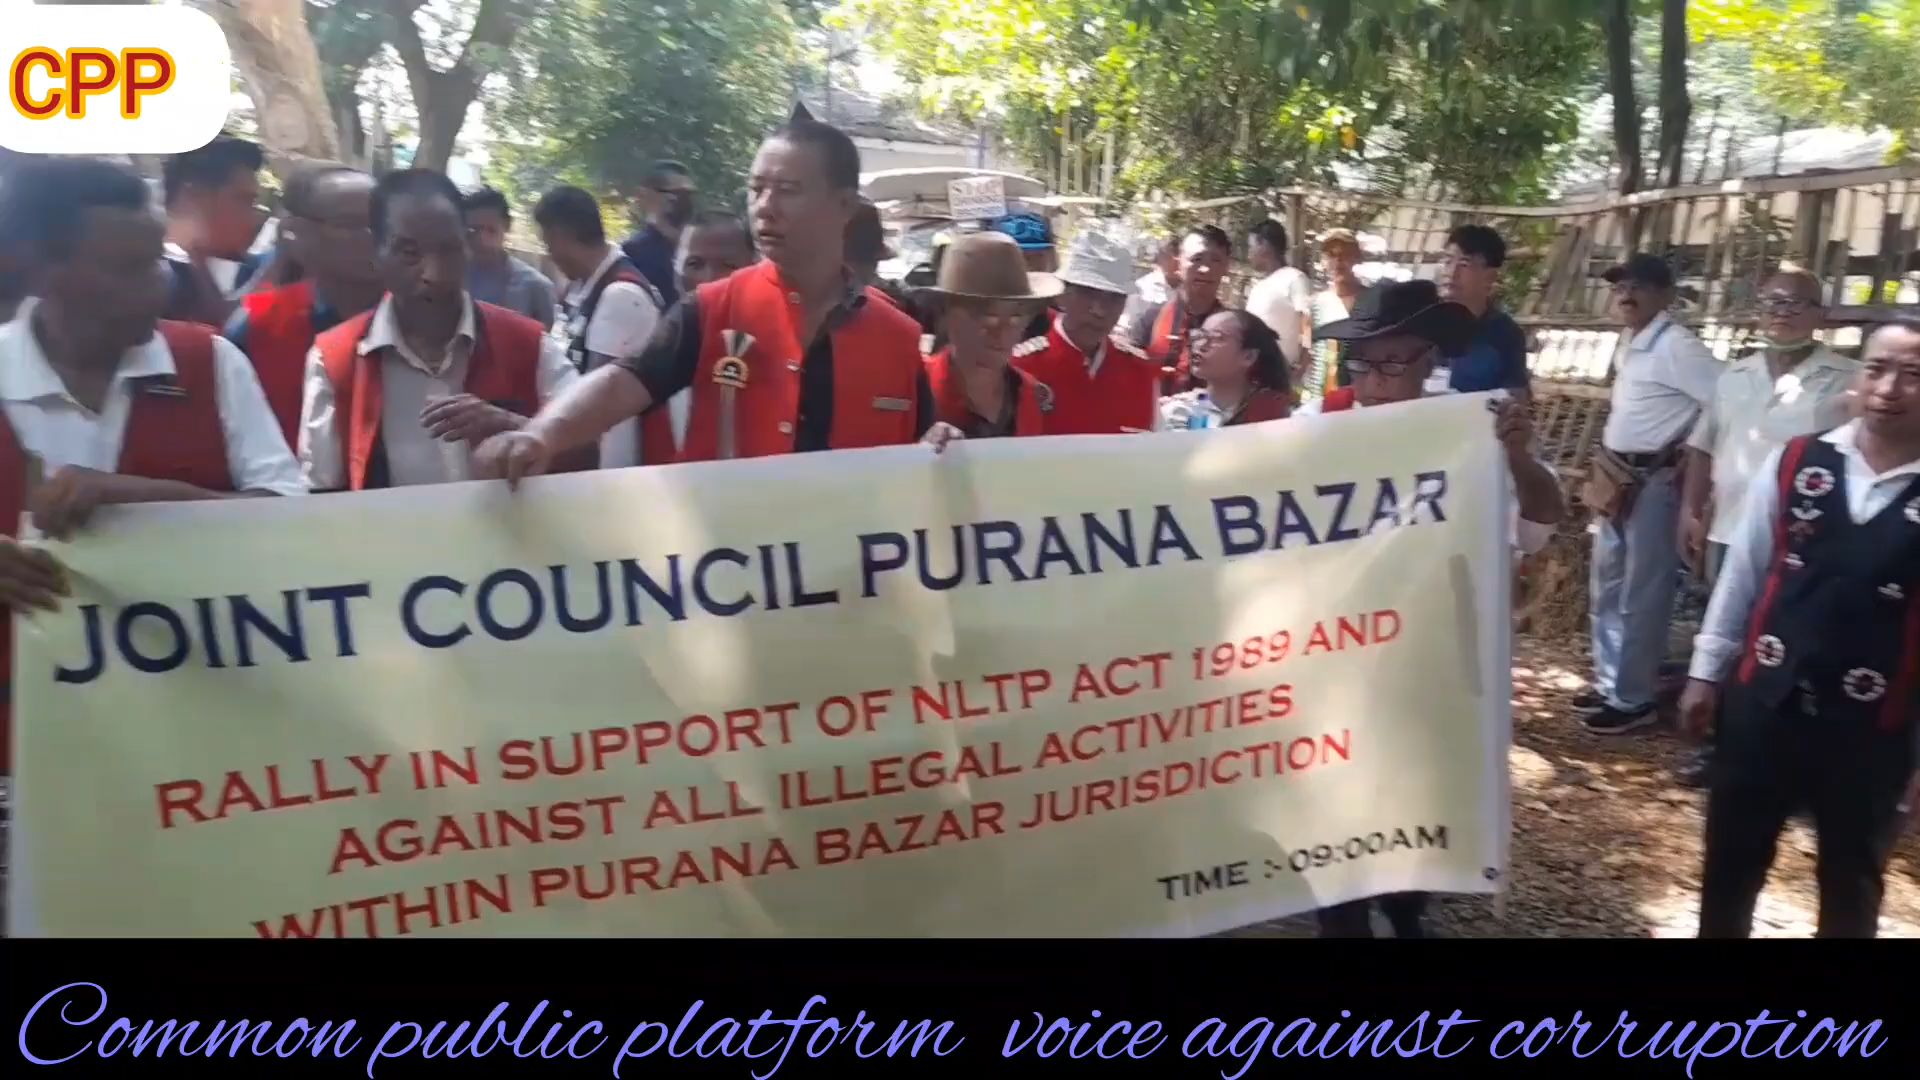 CPP
STOP
JOINT COUNCIL PURANA BAZAR
RALLY IN SUPPORT OF NLTP ACT 1989 AND
AGAINST ALL ILLEGAL ACTIVITIES
WITHIN PURANA BAZAR JURISDICTION
TIME :- 09:00AM
Common public platform voice against corruption